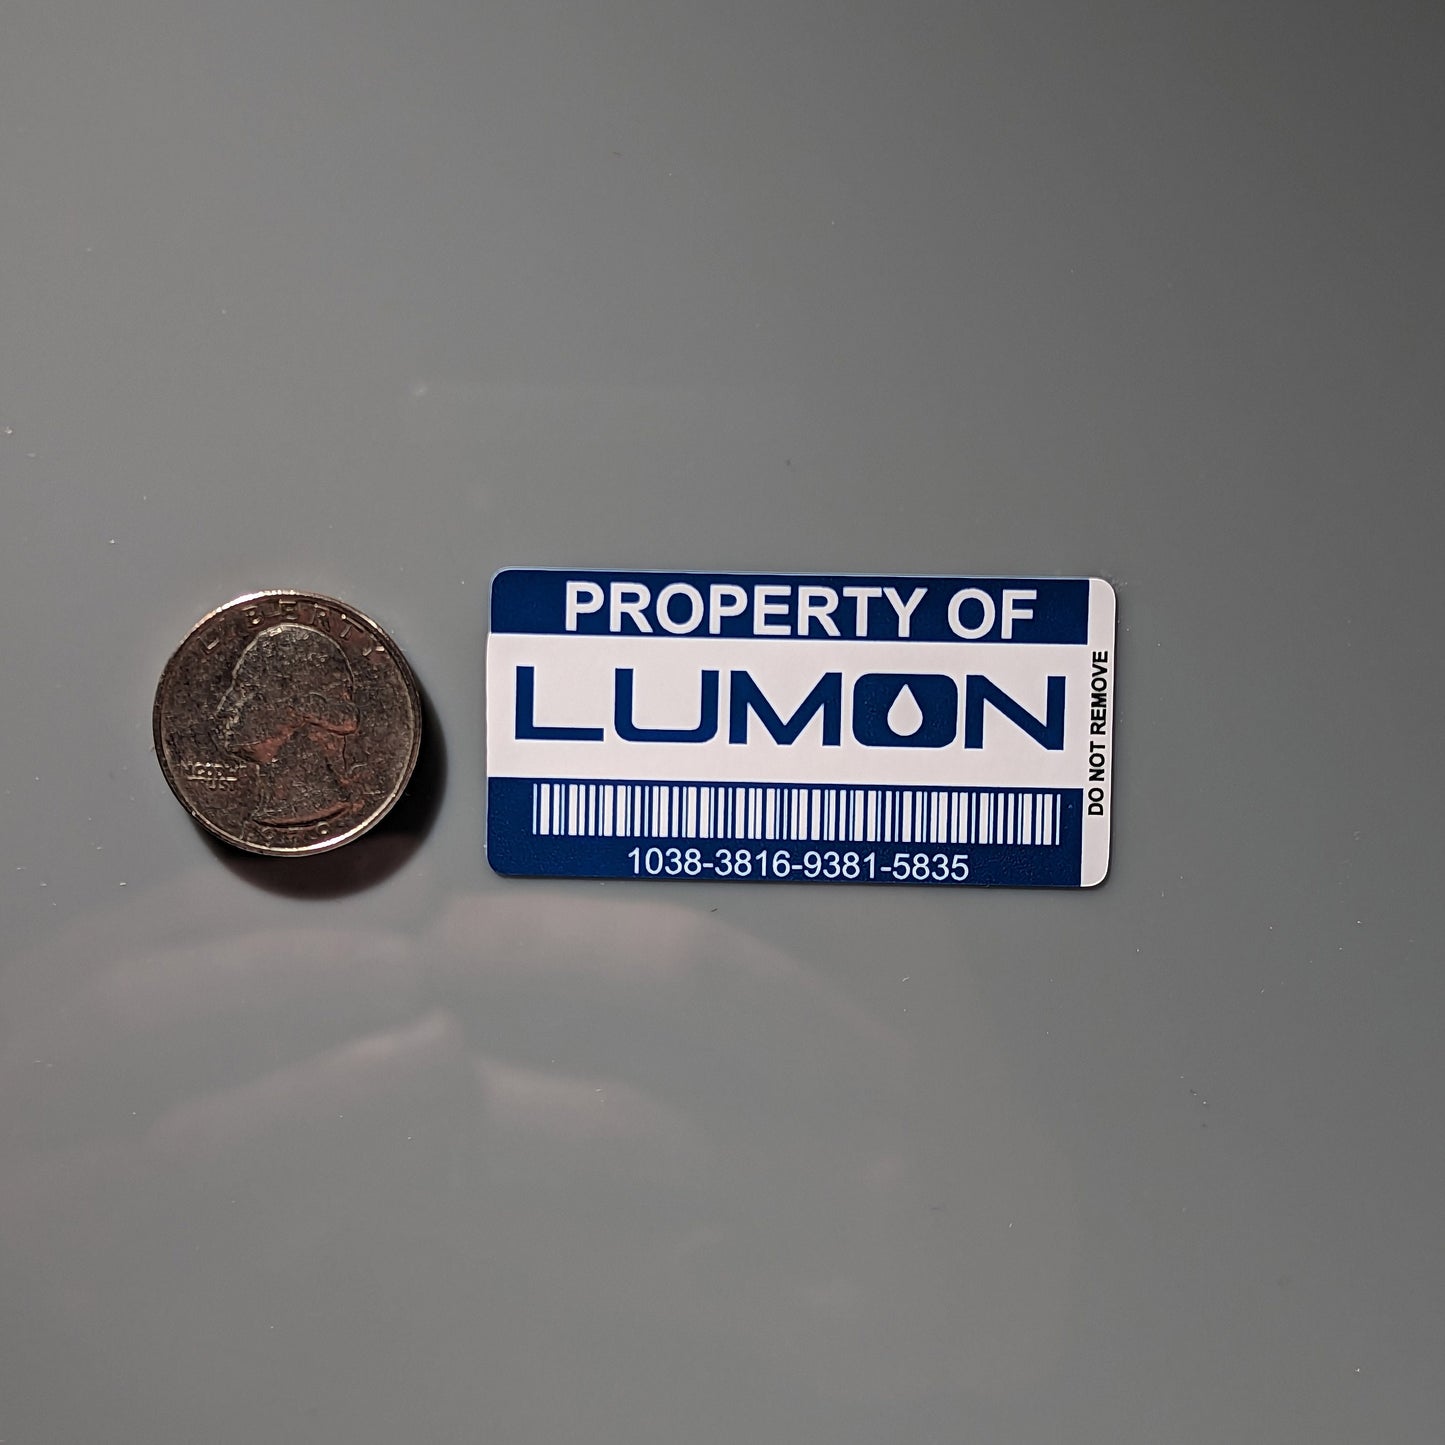 LIBERTY
PROPERTY OF
LUMON
1038-3816-9381-5835
DO NOT REMOVE